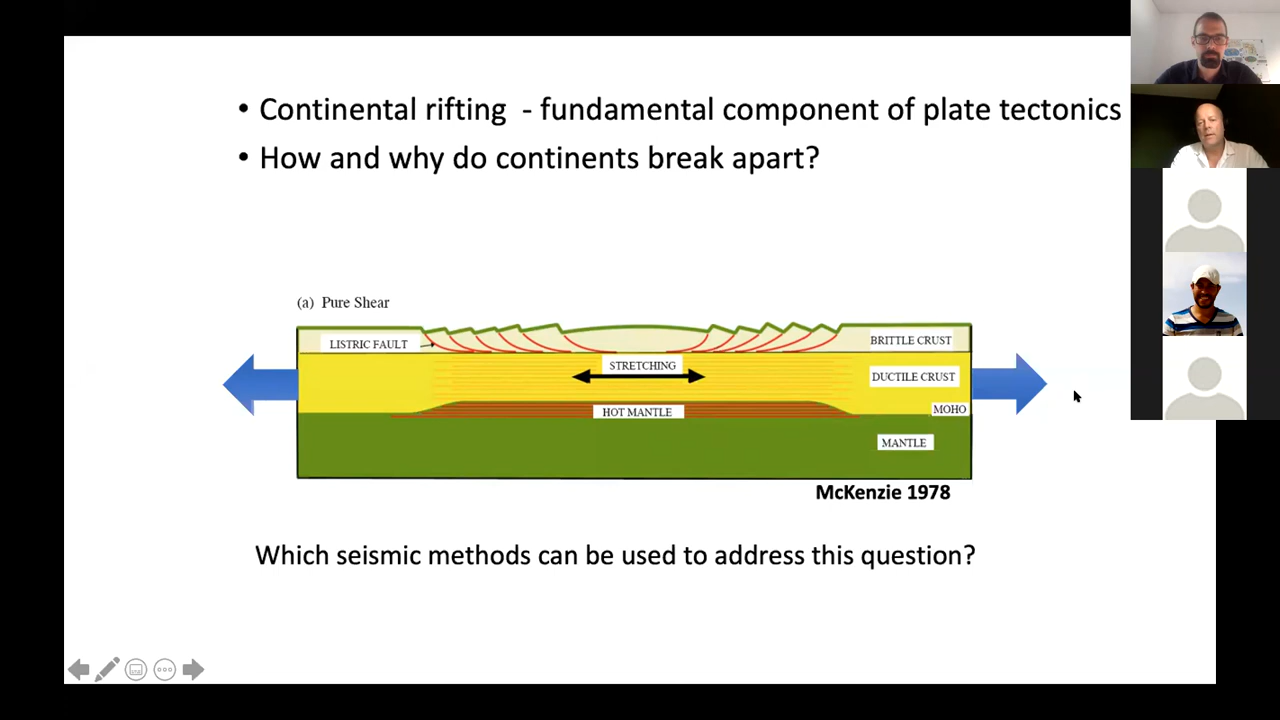 • Continental rifting - fundamental component of plate tectonics
• How and why do continents break apart?
(a) Pure Shear
LISTRIC FAULT
BRITTLE CRUST
STRETCHING
DUCTILE CRUST
HOT MANTLE
MOHO
MANTLE
McKenzie 1978
Which seismic methods can be used to address this question?